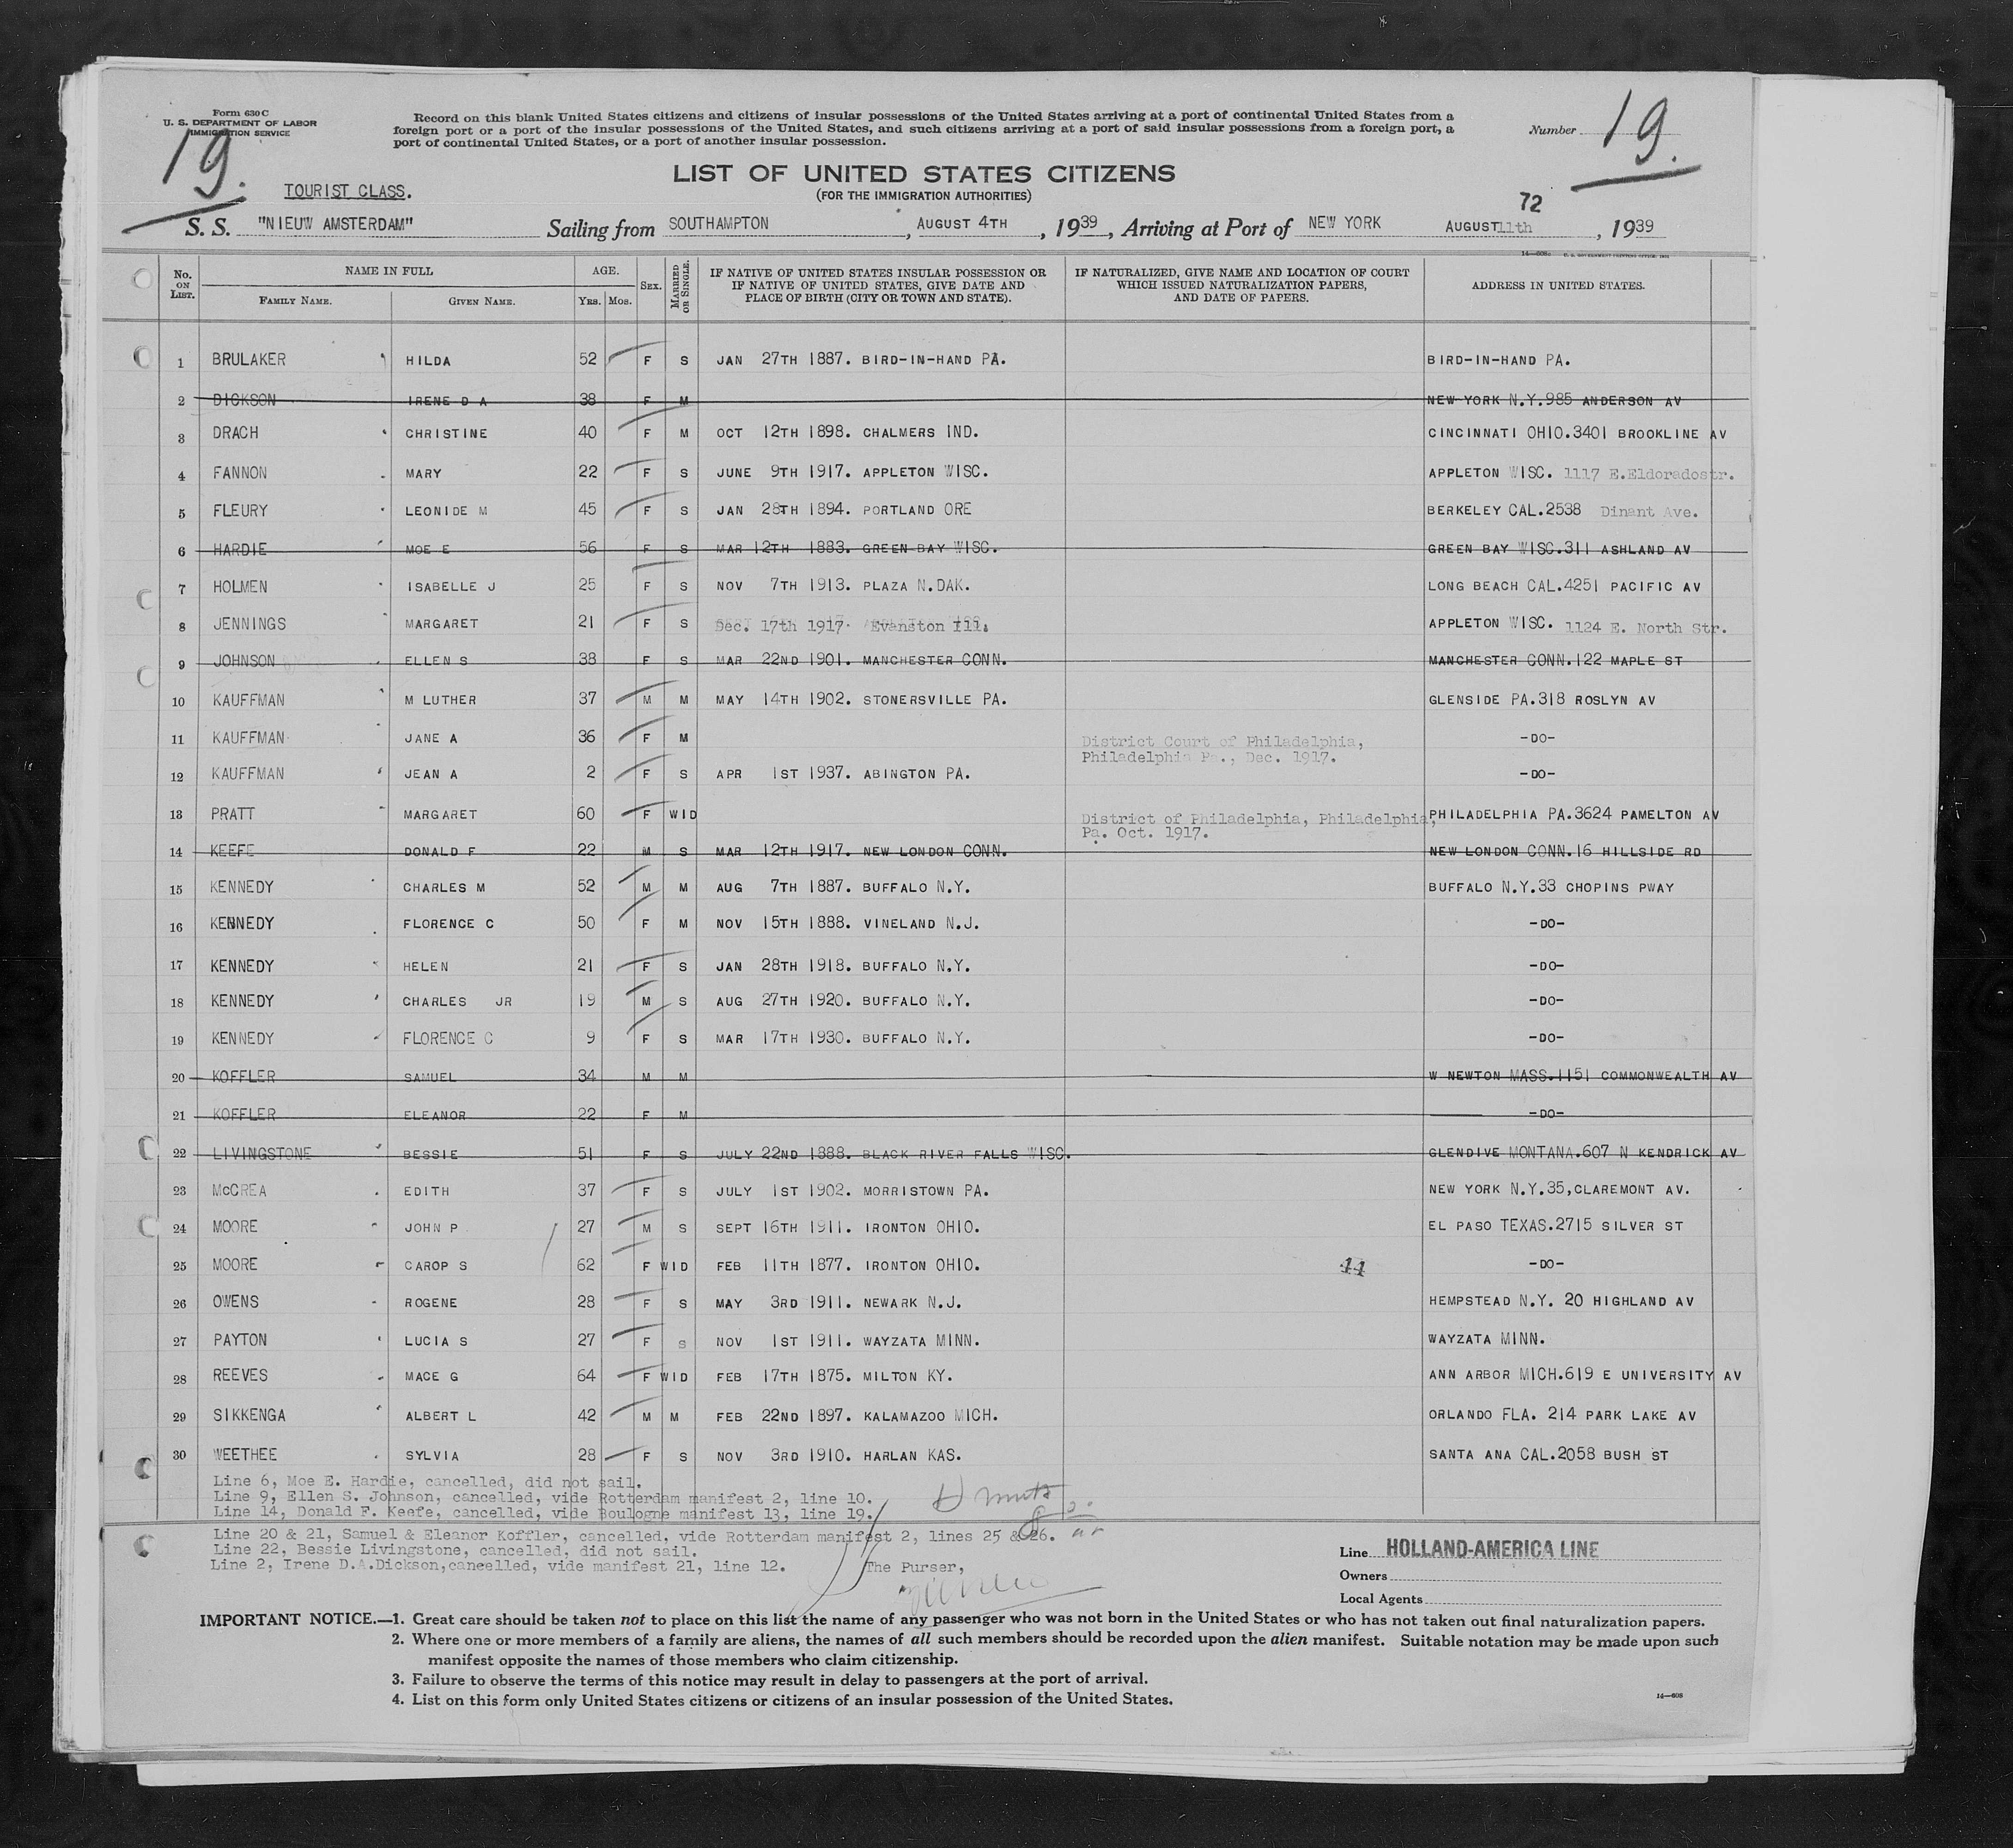 Form 630 C
U. S. DEPARTMENT OF LABOR
IMMIGRATION SERVICE
Record on this blank United States citizens and citizens of insular possessions of the United States arriving at a port of continental United States from a
foreign port or a port of the insular possessions of the United States, and such citizens arriving at a port of said insular possessions from a foreign port, a
port of continental United States, or a port of another insular possession.
Number 19.
19.
LIST OF UNITED STATES CITIZENS
(FOR THE IMMIGRATION AUTHORITIES)
TOURIST CLASS.
72
S. S. "NIEUW AMSTERDAM" Sailing from SOUTHAMPTON, AUGUST 4TH, 1939, Arriving at Port of NEW YORK AUGUST 11th, 1939
No. ON LIST. NAME IN FULL FAMILY NAME. GIVEN NAME. AGE. YRS. MOS. SEX. MARRIED OR SINGLE. IF NATIVE OF UNITED STATES INSULAR POSSESSION OR IF NATIVE OF UNITED STATES, GIVE DATE AND PLACE OF BIRTH (CITY OR TOWN AND STATE). IF NATURALIZED, GIVE NAME AND LOCATION OF COURT WHICH ISSUED NATURALIZATION PAPERS, AND DATE OF PAPERS. ADDRESS IN UNITED STATES.
1 BRULAKER HILDA 52 F S JAN 27TH 1887. BIRD-IN-HAND PA. BIRD-IN-HAND PA.
2 DICKSON IRENE D A 38 F M NEW YORK N.Y.985 ANDERSON AV
3 DRACH CHRISTINE 40 F M OCT 12TH 1898. CHALMERS IND. CINCINNATI OHIO.3401 BROOKLINE AV
4 FANNON MARY 22 F S JUNE 9TH 1917. APPLETON WISC. APPLETON WISC. 1117 E.Eldoradostr.
5 FLEURY LEONIDE M 45 F S JAN 28TH 1894. PORTLAND ORE BERKELEY CAL.2538 Dinant Ave.
6 HARDIE MOE E 56 F S MAR 12TH 1883. GREEN BAY WISC. GREEN BAY WISC.311 ASHLAND AV
7 HOLMEN ISABELLE J 25 F S NOV 7TH 1913. PLAZA N.DAK. LONG BEACH CAL.4251 PACIFIC AV
8 JENNINGS MARGARET 21 F S Dec. 17th 1917. Evanston Ill. APPLETON WISC. 1124 E. North Str.
9 JOHNSON ELLEN S 38 F S MAR 22ND 1901. MANCHESTER CONN. MANCHESTER CONN.122 MAPLE ST
10 KAUFFMAN M LUTHER 37 M M MAY 14TH 1902. STONERSVILLE PA. GLENSIDE PA.318 ROSLYN AV
11 KAUFFMAN JANE A 36 F M District Court of Philadelphia, -DO-
Philadelphia Pa., Dec. 1917.
12 KAUFFMAN JEAN A 2 F S APR 1ST 1937. ABINGTON PA. -DO-
13 PRATT MARGARET 60 F WID District of Philadelphia, Philadelphia, PHILADELPHIA PA.3624 PAMELTON AV
Pa. Oct. 1917.
14 KEEFE DONALD F 22 M S MAR 12TH 1917. NEW LONDON CONN. NEW LONDON CONN.16 HILLSIDE RD
15 KENNEDY CHARLES M 52 M M AUG 7TH 1887. BUFFALO N.Y. BUFFALO N.Y.33 CHOPINS PWAY
16 KENNEDY FLORENCE C 50 F M NOV 15TH 1888. VINELAND N.J. -DO-
17 KENNEDY HELEN 21 F S JAN 28TH 1918. BUFFALO N.Y. -DO-
18 KENNEDY CHARLES JR 19 M S AUG 27TH 1920. BUFFALO N.Y. -DO-
19 KENNEDY FLORENCE C 9 F S MAR 17TH 1930. BUFFALO N.Y. -DO-
20 KOFFLER SAMUEL 34 M M W NEWTON MASS.1151 COMMONWEALTH AV
21 KOFFLER ELEANOR 22 F M -DO-
22 LIVINGSTONE BESSIE 51 F S JULY 22ND 1888. BLACK RIVER FALLS WISC. GLENDIVE MONTANA.607 N KENDRICK AV
23 McCREA EDITH 37 F S JULY 1ST 1902. MORRISTOWN PA. NEW YORK N.Y.35,CLAREMONT AV.
24 MOORE JOHN P 27 M S SEPT 16TH 1911. IRONTON OHIO. EL PASO TEXAS.2715 SILVER ST
25 MOORE CAROP S 62 F WID FEB 11TH 1877. IRONTON OHIO. 11 -DO-
26 OWENS ROGENE 28 F S MAY 3RD 1911. NEWARK N.J. HEMPSTEAD N.Y. 20 HIGHLAND AV
27 PAYTON LUCIA S 27 F S NOV 1ST 1911. WAYZATA MINN. WAYZATA MINN.
28 REEVES MACE G 64 F WID FEB 17TH 1875. MILTON KY. ANN ARBOR MICH.619 E UNIVERSITY AV
29 SIKKENGA ALBERT L 42 M M FEB 22ND 1897. KALAMAZOO MICH. ORLANDO FLA. 214 PARK LAKE AV
30 WEETHEE SYLVIA 28 F S NOV 3RD 1910. HARLAN KAS. SANTA ANA CAL.2058 BUSH ST
Line 6, Moe E. Hardie, cancelled, did not sail.
Line 9, Ellen S. Johnson, cancelled, vide Rotterdam manifest 2, line 10.
Line 14, Donald F. Keefe, cancelled, vide Boulogne manifest 13, line 19.
Line 20 & 21, Samuel & Eleanor Koffler, cancelled, vide Rotterdam manifest 2, lines 25 & 26.
Line 22, Bessie Livingstone, cancelled, did not sail.
Line 2, Irene D.A.Dickson,cancelled, vide manifest 21, line 12. The Purser,
Line HOLLAND-AMERICA LINE
Owners
Local Agents
IMPORTANT NOTICE.—1. Great care should be taken not to place on this list the name of any passenger who was not born in the United States or who has not taken out final naturalization papers.
2. Where one or more members of a family are aliens, the names of all such members should be recorded upon the alien manifest. Suitable notation may be made upon such
manifest opposite the names of those members who claim citizenship.
3. Failure to observe the terms of this notice may result in delay to passengers at the port of arrival.
4. List on this form only United States citizens or citizens of an insular possession of the United States.
14—608